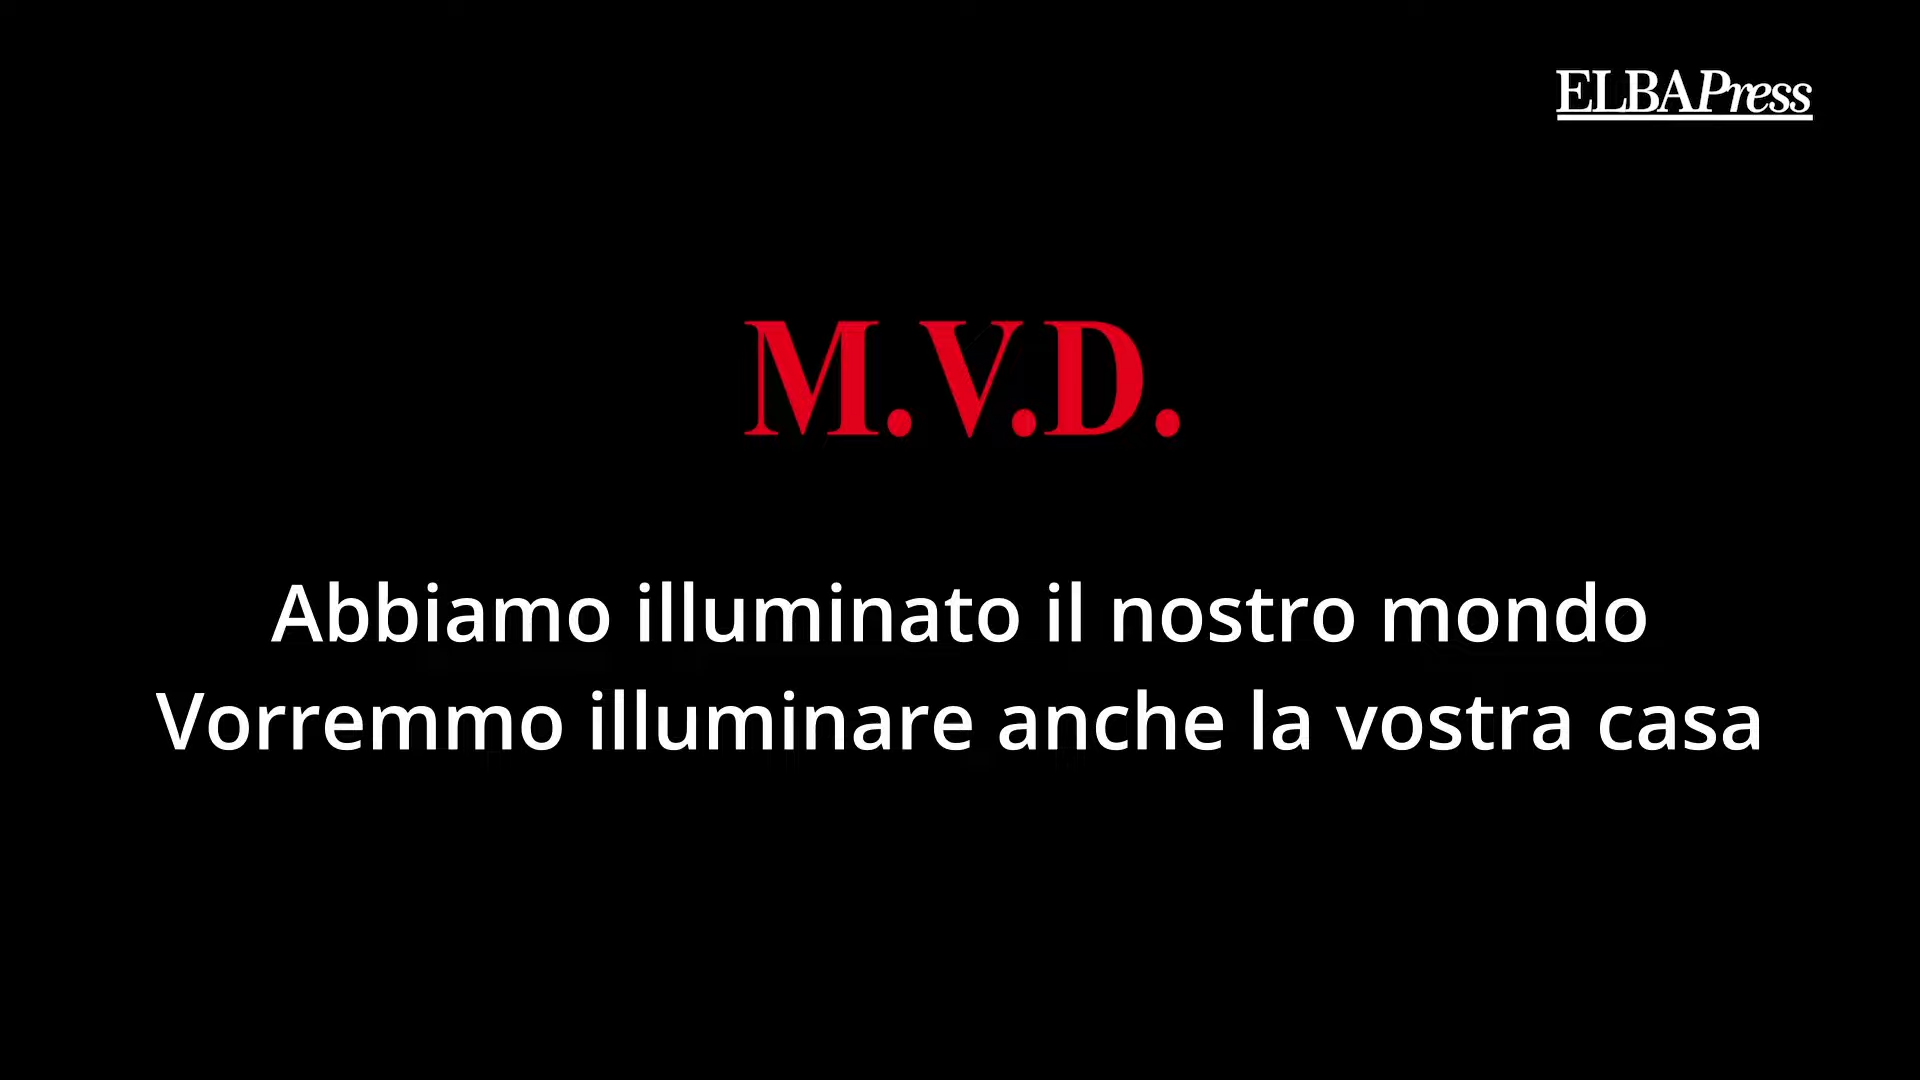 ELBAPress
M.V.D.
Abbiamo illuminato il nostro mondo
Vorremmo illuminare anche la vostra casa